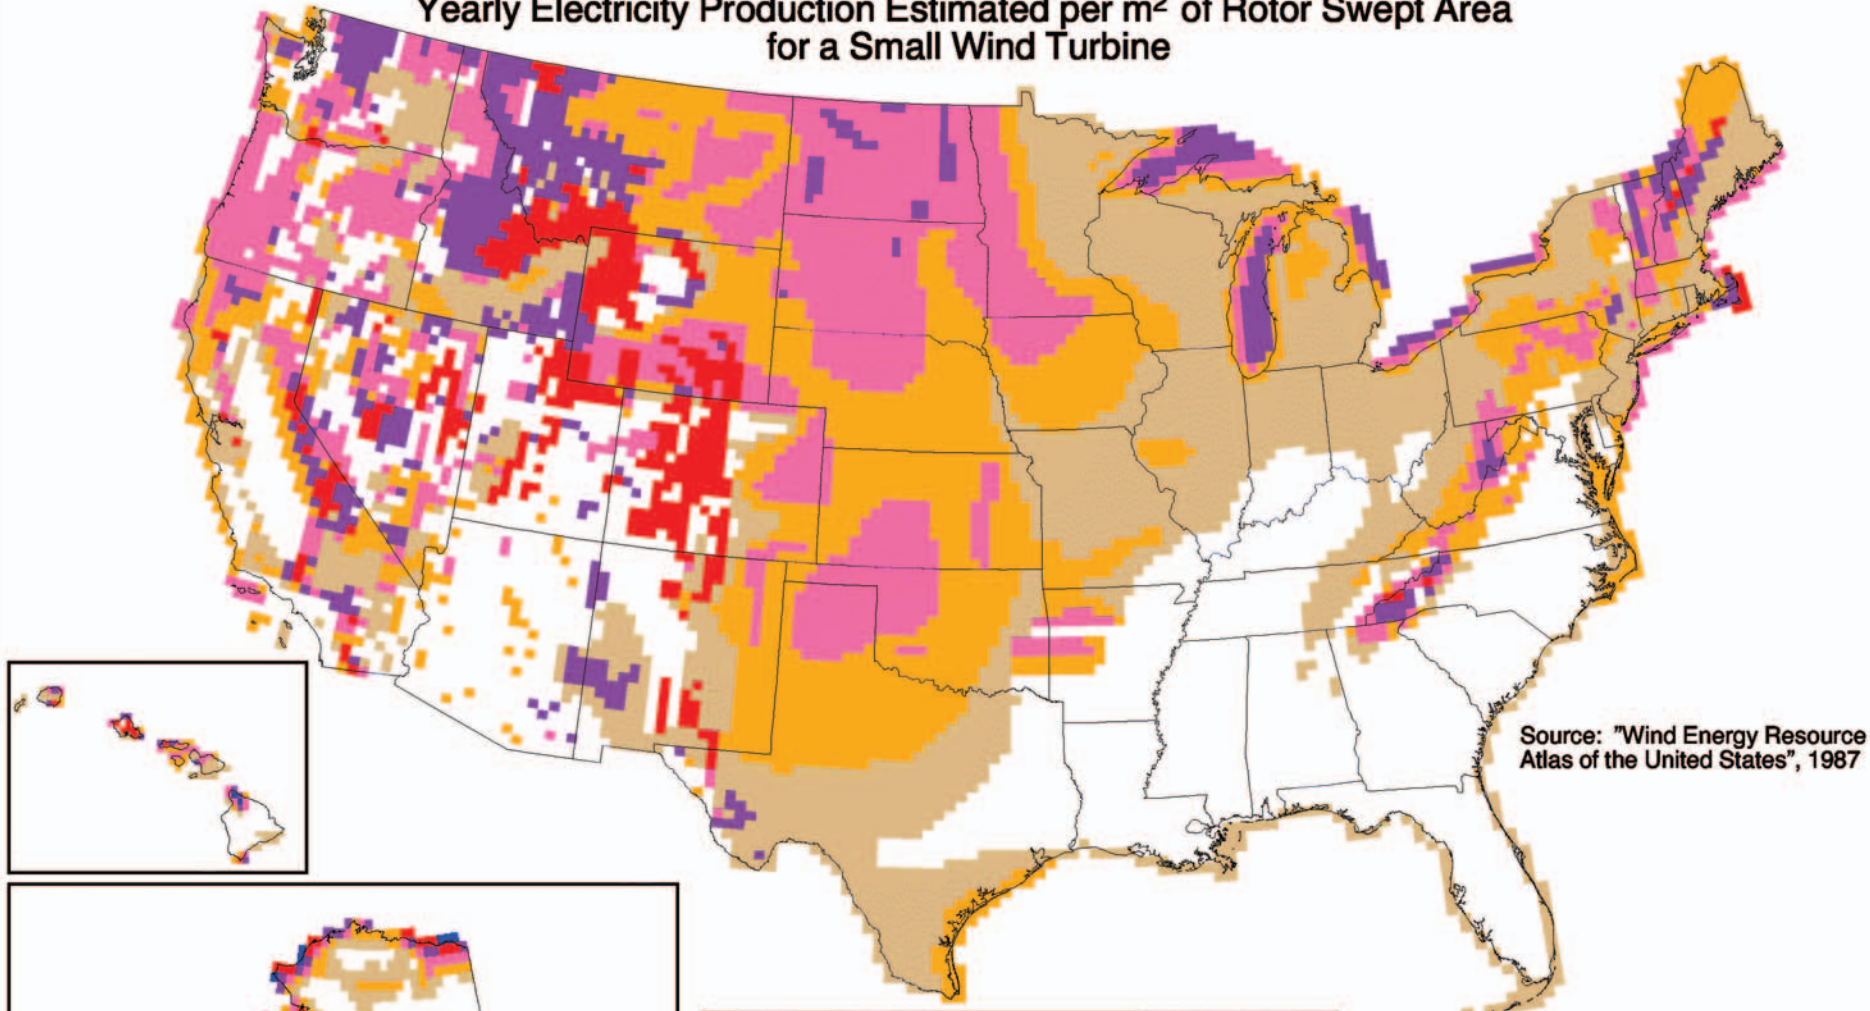 Yearly Electricity Production Estimated per m² of Rotor Swept Area
for a Small Wind Turbine
Source: "Wind Energy Resource
Atlas of the United States", 1987